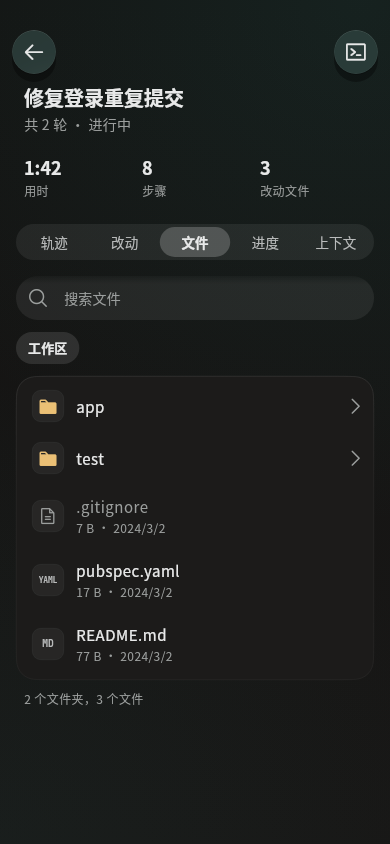 修复登录重复提交
共 2 轮 · 进行中
1:42 8 3
用时 步骤 改动文件
轨迹 改动 文件 进度 上下文
搜索文件
工作区
app
test
.gitignore
7 B · 2024/3/2
YAML pubspec.yaml
17 B · 2024/3/2
MD README.md
77 B · 2024/3/2
2 个文件夹，3 个文件